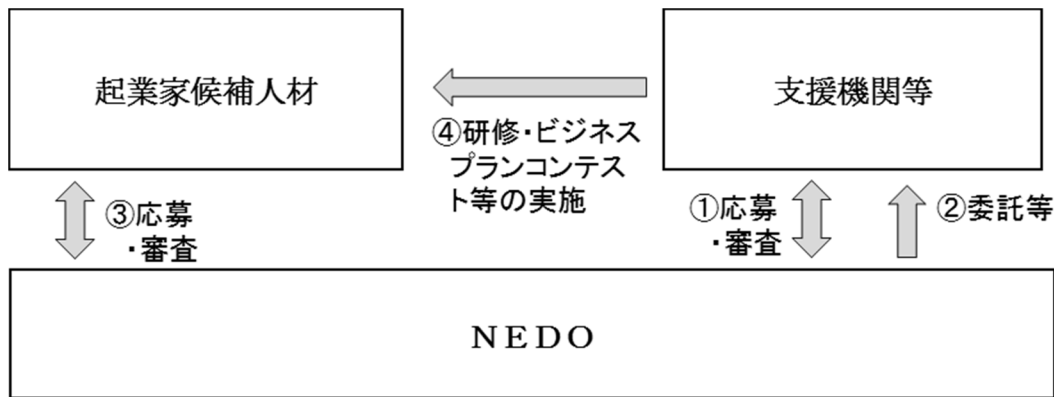 起業家候補人材
支援機関等
④研修・ビジネス
プランコンテス
ト等の実施
③応募
・審査
①応募
・審査
②委託等
NEDO